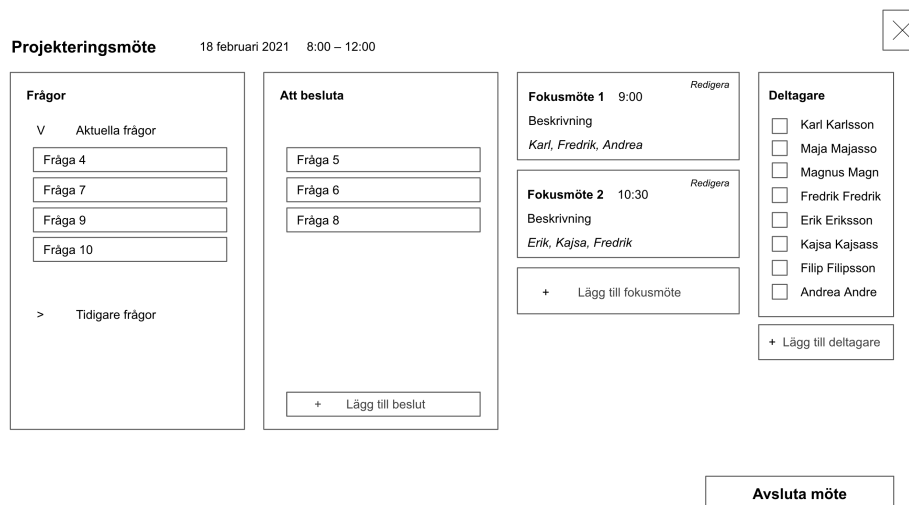 Projekteringsmöte 18 februari 2021 8:00 – 12:00
Frågor
V Aktuella frågor
Fråga 4
Fråga 7
Fråga 9
Fråga 10
> Tidigare frågor
Att besluta
Fråga 5
Fråga 6
Fråga 8
+ Lägg till beslut
Redigera
Fokusmöte 1 9:00
Beskrivning
Karl, Fredrik, Andrea
Redigera
Fokusmöte 2 10:30
Beskrivning
Erik, Kajsa, Fredrik
+ Lägg till fokusmöte
Deltagare
Karl Karlsson
Maja Majasso
Magnus Magn
Fredrik Fredrik
Erik Eriksson
Kajsa Kajsass
Filip Filipsson
Andrea Andre
+ Lägg till deltagare
Avsluta möte